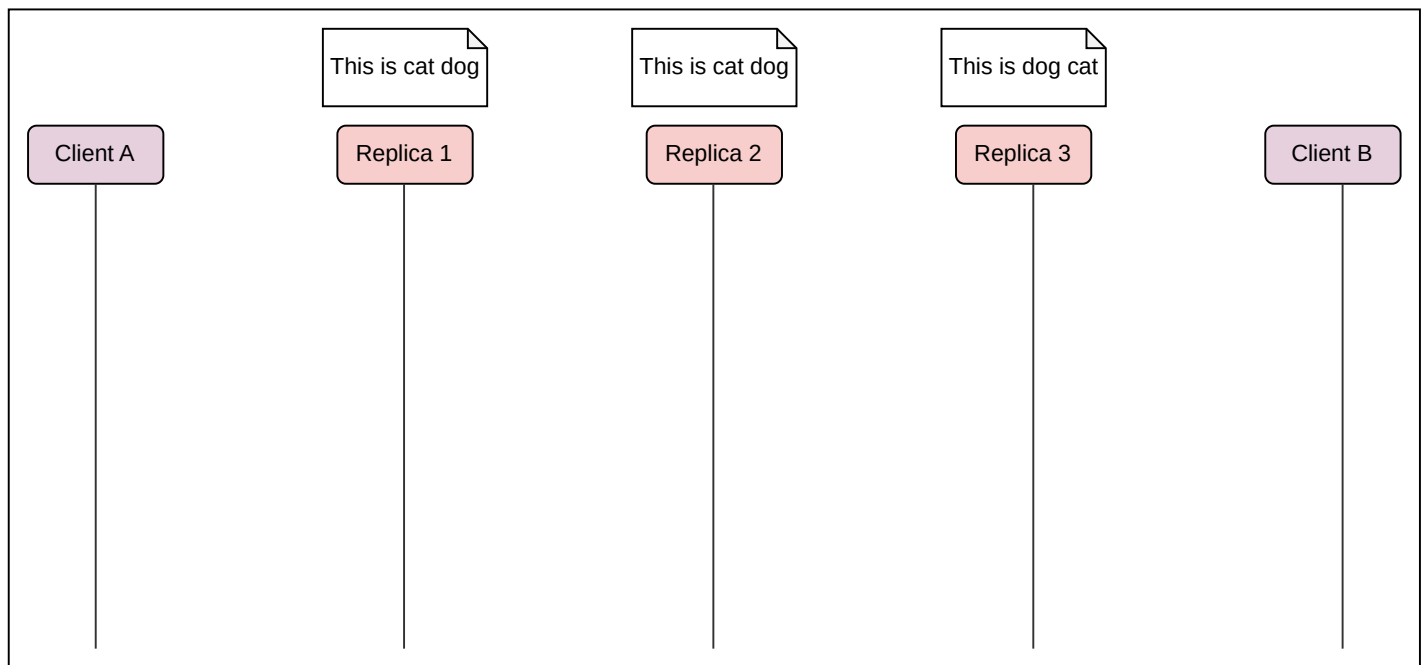 This is cat dog
This is cat dog
This is dog cat
Client A
Replica 1
Replica 2
Replica 3
Client B